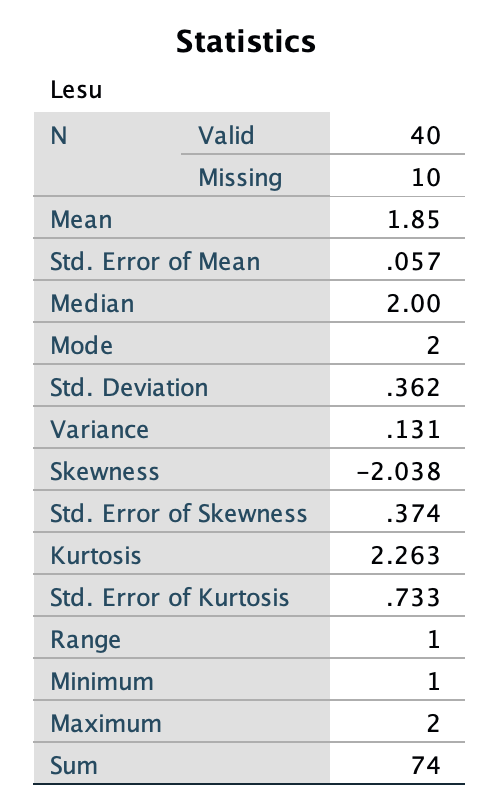 Statistics
Lesu
N Valid 40
Missing 10
Mean 1.85
Std. Error of Mean .057
Median 2.00
Mode 2
Std. Deviation .362
Variance .131
Skewness -2.038
Std. Error of Skewness .374
Kurtosis 2.263
Std. Error of Kurtosis .733
Range 1
Minimum 1
Maximum 2
Sum 74